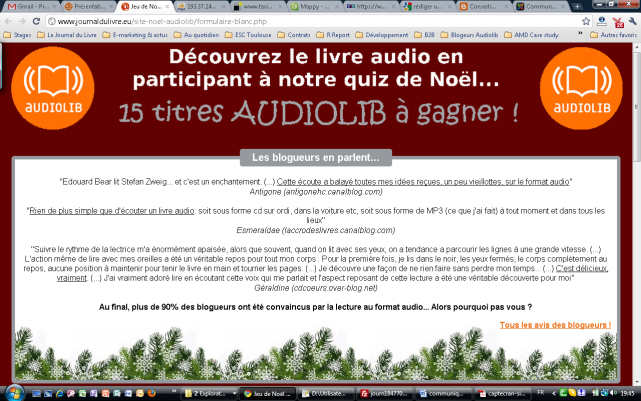 Gmail - Pr
Présentati
Jeu de Noë
193.37.14
www.taxi
Mappy -
https://w
rédiger u
Conseils
Commun
www.journaldulivre.eu/site-noel-audiolib/formulaire-blanc.php
Stages
Le Journal du Livre
E-marketing & actus
Au quotidien
ESC Toulouse
Contrats
R.Report
Développement
B2B
Blogueurs Audiolib
AMD Case study
Autres favoris
AUDIOLIB
Découvrez le livre audio en
participant à notre quiz de Noël...
15 titres AUDIOLIB à gagner !
AUDIOLIB
Les blogueurs en parlent...
"Edouard Bear lit Stefan Zweig... et c'est un enchantement. (...) Cette écoute a balayé toutes mes idées reçues, un peu vieillottes, sur le format audio"
Antigone (antigonehc.canalblog.com)
"Rien de plus simple que d'écouter un livre audio: soit sous forme cd sur ordi, dans la voiture etc, soit sous forme de MP3 (ce que j'ai fait) à tout moment et dans tous les
lieux"
Esmeraldae (laccrodeslivres.canalblog.com)
"Suivre le rythme de la lectrice m'a énormément apaisée, alors que souvent, quand on lit avec ses yeux, on a tendance a parcourir les lignes à une grande vitesse. (...)
L'action même de lire avec mes oreilles a été un véritable repos pour tout mon corps : Pour la première fois, je lis dans le noir, les yeux fermés, le corps complètement au
repos, aucune position à maintenir pour tenir le livre en main et tourner les pages. (...) Je découvre une façon de ne rien faire sans perdre mon temps... (...) C'est délicieux,
vraiment. (...) J'ai vraiment adoré lire en écoutant cette voix qui me parlait et l'aspect reposant de cette lecture a été une véritable découverte pour moi"
Géraldine (cdcoeurs.over-blog.net)
Au final, plus de 90% des blogueurs ont été convaincus par la lecture au format audio... Alors pourquoi pas vous ?
Tous les avis des blogueurs !
2 Explorat...
Jeu de Noël ...
D:\Utilisate...
journ184770...
communiq...
captecran-si...
FR
19:45